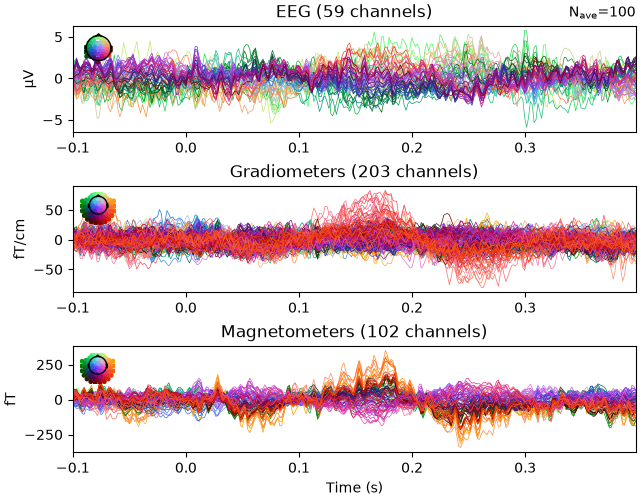 EEG (59 channels)
Nave=100
5
0
−5
µV
−0.1 0.0 0.1 0.2 0.3
Gradiometers (203 channels)
50
0
−50
fT/cm
−0.1 0.0 0.1 0.2 0.3
Magnetometers (102 channels)
250
0
−250
fT
−0.1 0.0 0.1 0.2 0.3
Time (s)